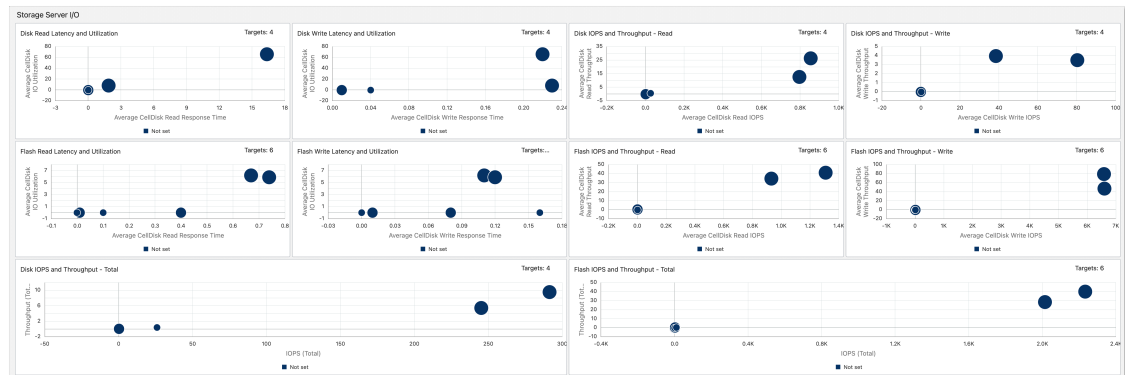 Storage Server I/O
Disk Read Latency and Utilization Targets: 4
Average CellDisk
IO Utilization
80
60
40
20
0
-20
-3 0 3 6 9 12 15 18
Average CellDisk Read Response Time
Not set
Disk Write Latency and Utilization Targets: 4
Average CellDisk
IO Utilization
80
60
40
20
0
-20
0.00 0.04 0.08 0.12 0.16 0.20 0.24
Average CellDisk Write Response Time
Not set
Disk IOPS and Throughput - Read Targets: 4
Average CellDisk
Read Throughput
35
25
15
5
-5
-0.2K 0.0 0.2K 0.4K 0.6K 0.8K 1.0K
Average CellDisk Read IOPS
Not set
Disk IOPS and Throughput - Write Targets: 4
Average CellDisk
Write Throughput
5
4
3
2
1
0
-1
-20 0 20 40 60 80 100
Average CellDisk Write IOPS
Not set
Flash Read Latency and Utilization Targets: 6
Average CellDisk
IO Utilization
7
5
3
1
-1
-0.1 0.0 0.1 0.2 0.3 0.4 0.5 0.6 0.7 0.8
Average CellDisk Read Response Time
Not set
Flash Write Latency and Utilization Targets:...
Average CellDisk
IO Utilization
7
5
3
1
-1
-0.03 0.00 0.03 0.06 0.09 0.12 0.15 0.18
Average CellDisk Write Response Time
Not set
Flash IOPS and Throughput - Read Targets: 6
Average CellDisk
Read Throughput
50
40
30
20
10
0
-10
-0.2K 0.0 0.2K 0.4K 0.6K 0.8K 1.0K 1.2K 1.4K
Average CellDisk Read IOPS
Not set
Flash IOPS and Throughput - Write Targets: 6
Average CellDisk
Write Throughput
100
80
60
40
20
0
-20
-1K 0 1K 2K 3K 4K 5K 6K 7K
Average CellDisk Write IOPS
Not set
Disk IOPS and Throughput - Total Targets: 4
Throughput (Tot...
10
6
2
-2
-50 0 50 100 150 200 250 300
IOPS (Total)
Not set
Flash IOPS and Throughput - Total Targets: 6
Throughput (Tot...
50
40
30
20
10
0
-10
-0.4K 0.0 0.4K 0.8K 1.2K 1.6K 2.0K 2.4K
IOPS (Total)
Not set